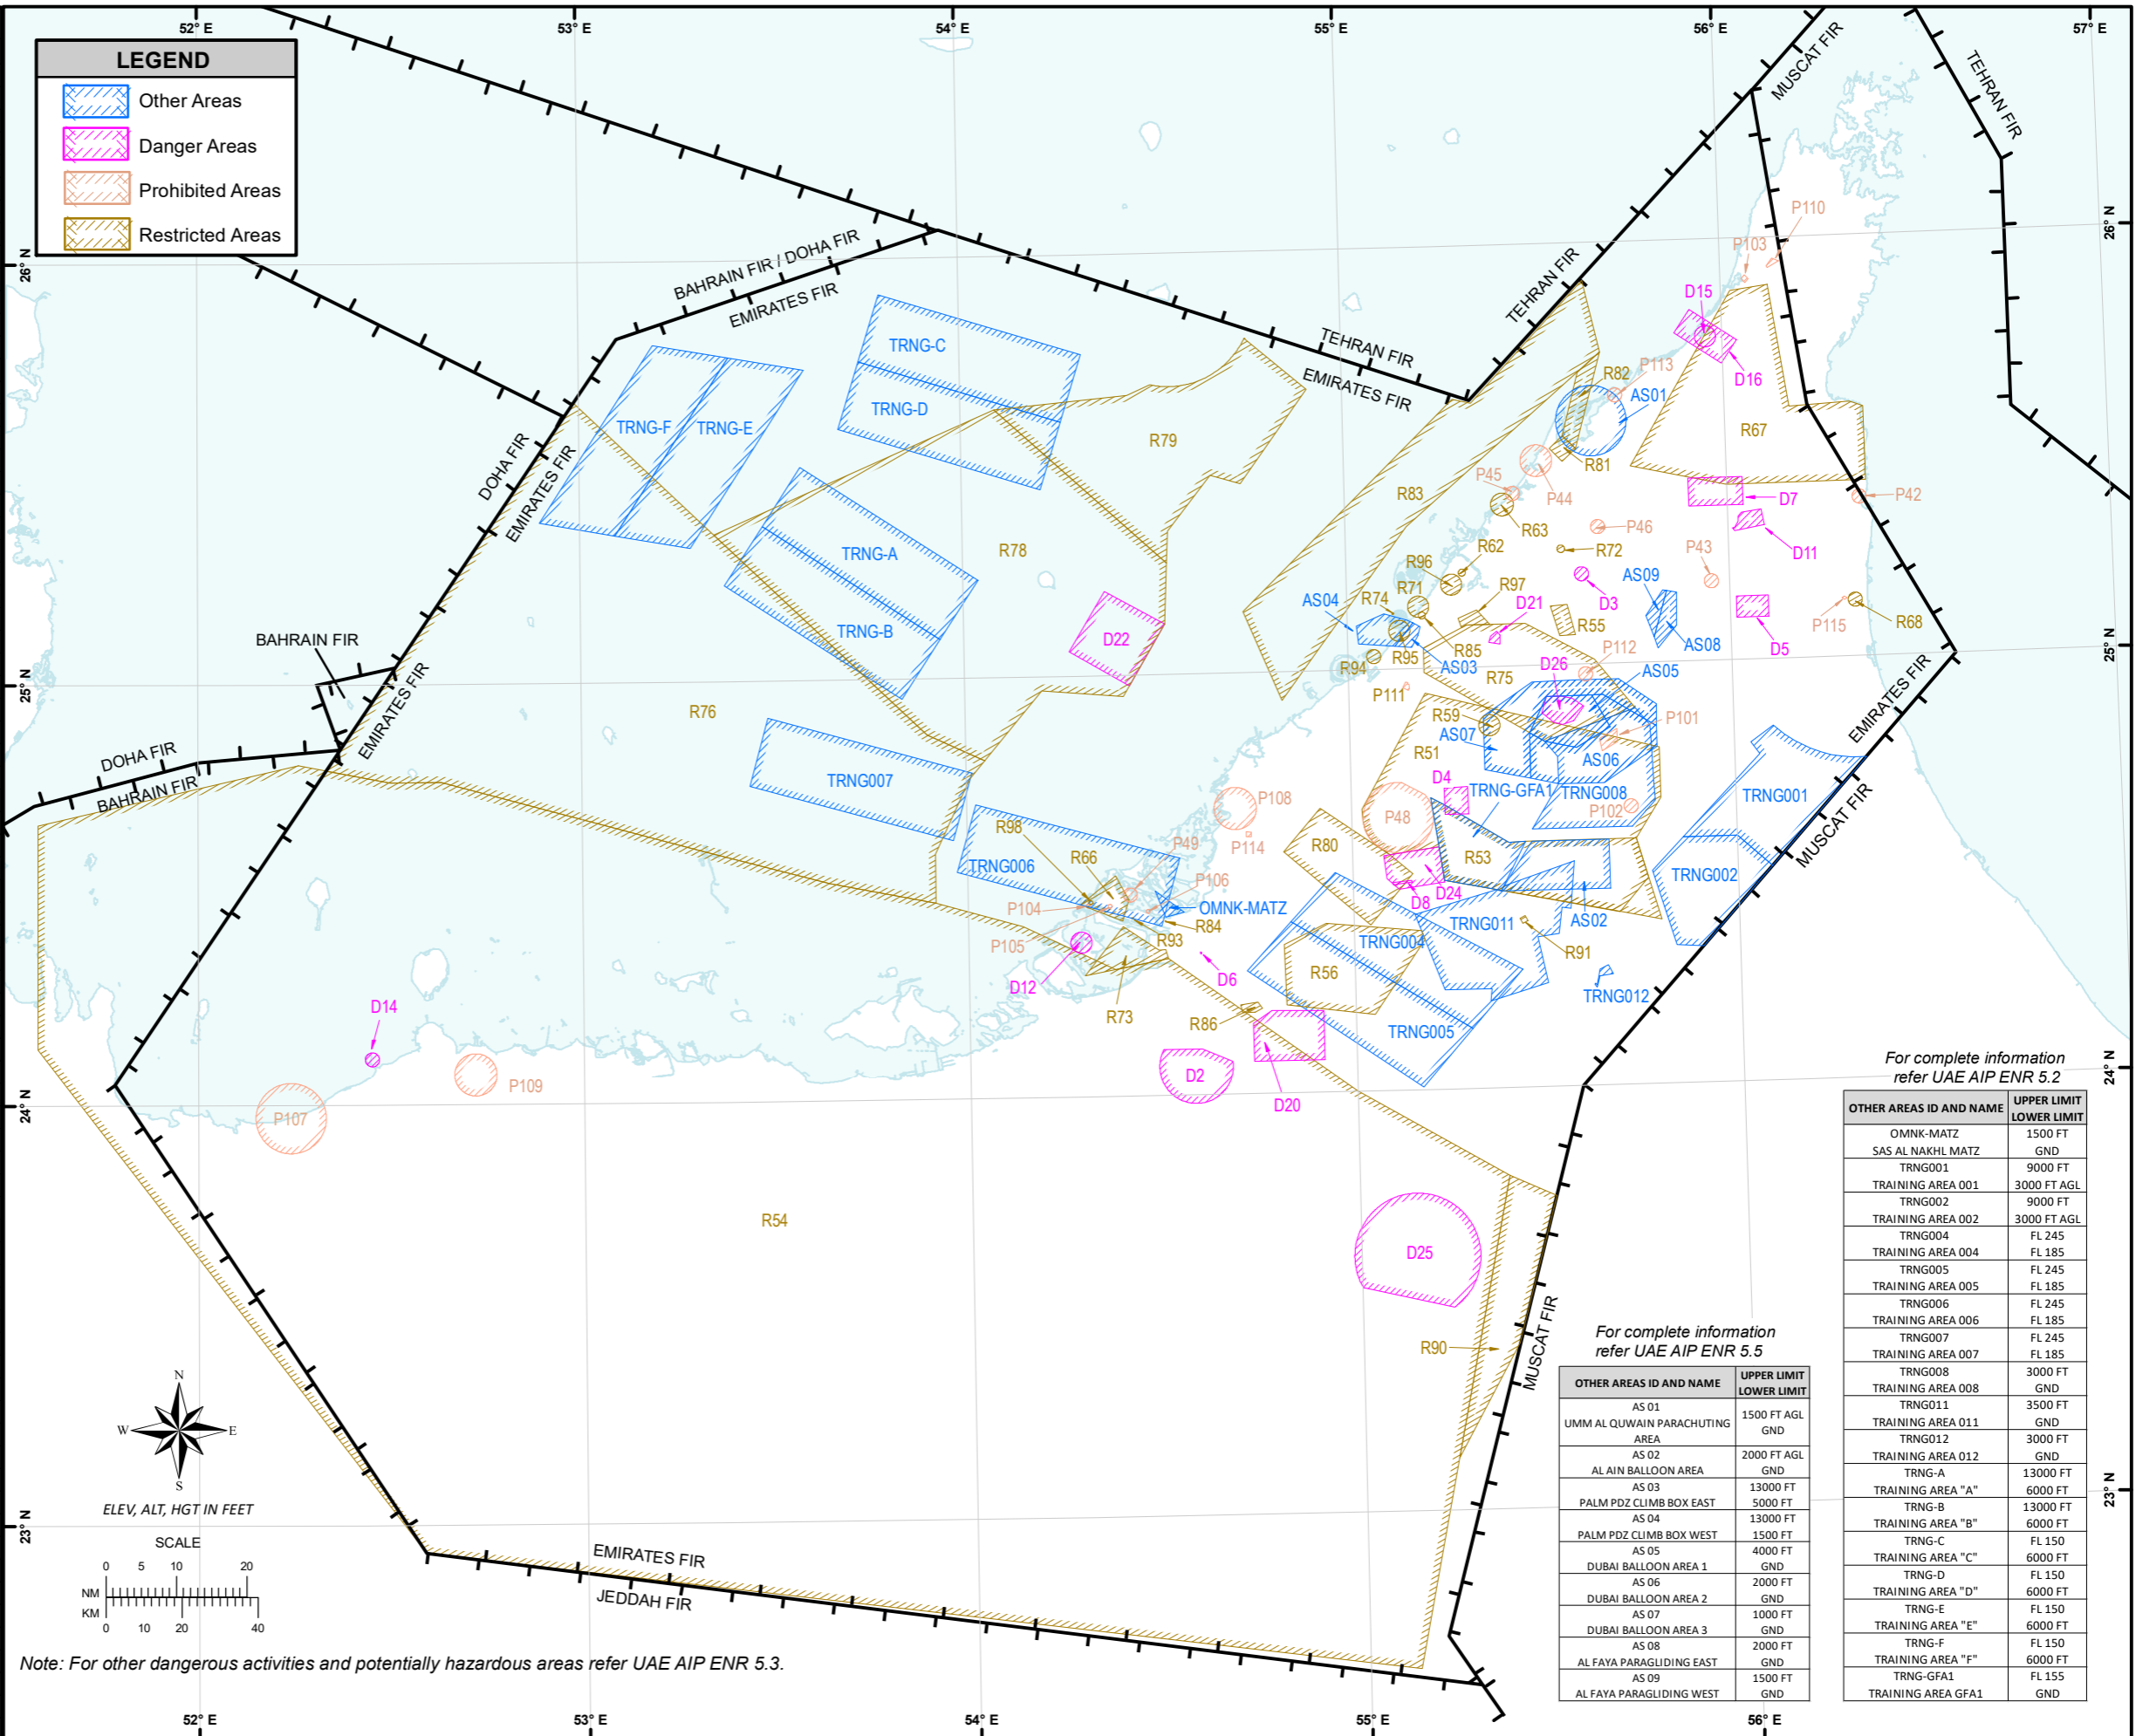 52° E
53° E
54° E
55° E
56° E
57° E
LEGEND
Other Areas
Danger Areas
Prohibited Areas
Restricted Areas
MUSCAT FIR
TEHRAN FIR
26° N
26° N
P110
P103
BAHRAIN FIR / DOHA FIR
EMIRATES FIR
TEHRAN FIR
D15
TEHRAN FIR
EMIRATES FIR
TRNG-C
D16
P113
R82
AS01
TRNG-D
TRNG-F
TRNG-E
R79
R67
DOHA FIR
EMIRATES FIR
R81
P45
P44
R83
D7
P42
R63
P46
D11
TRNG-A
R78
R62
R72
P43
R96
R71
R97
AS09
D3
AS04
R74
D21
R55
P115
R68
TRNG-B
D22
BAHRAIN FIR
AS08
R85
P112
D5
25° N
25° N
R94
R95
AS03
D26
AS05
R75
P111
EMIRATES FIR
R76
R59
P101
EMIRATES FIR
AS07
R51
DOHA FIR
BAHRAIN FIR
TRNG007
AS06
D4
TRNG-GFA1
TRNG008
P102
TRNG001
P108
P48
MUSCAT FIR
R98
P49
P114
R80
R66
R53
TRNG006
TRNG002
P106
D24
D8
P104
OMNK-MATZ
R84
TRNG011
AS02
P105
R93
TRNG004
R91
R56
D12
D6
TRNG012
D14
R73
R86
TRNG005
D2
P109
D20
P107
24° N
24° N
R54
D25
R90
MUSCAT FIR
For complete information
refer UAE AIP ENR 5.2
OTHER AREAS ID AND NAME UPPER LIMIT
LOWER LIMIT
OMNK-MATZ 1500 FT
SAS AL NAKHL MATZ GND
TRNG001 9000 FT
TRAINING AREA 001 3000 FT AGL
TRNG002 9000 FT
TRAINING AREA 002 3000 FT AGL
TRNG004 FL 245
TRAINING AREA 004 FL 185
TRNG005 FL 245
TRAINING AREA 005 FL 185
TRNG006 FL 245
TRAINING AREA 006 FL 185
TRNG007 FL 245
TRAINING AREA 007 FL 185
TRNG008 3000 FT
TRAINING AREA 008 GND
TRNG011 3500 FT
TRAINING AREA 011 GND
TRNG012 3000 FT
TRAINING AREA 012 GND
TRNG-A 13000 FT
TRAINING AREA "A" 6000 FT
TRNG-B 13000 FT
TRAINING AREA "B" 6000 FT
TRNG-C FL 150
TRAINING AREA "C" 6000 FT
TRNG-D FL 150
TRAINING AREA "D" 6000 FT
TRNG-E FL 150
TRAINING AREA "E" 6000 FT
TRNG-F FL 150
TRAINING AREA "F" 6000 FT
TRNG-GFA1 FL 155
TRAINING AREA GFA1 GND
For complete information
refer UAE AIP ENR 5.5
OTHER AREAS ID AND NAME UPPER LIMIT
LOWER LIMIT
AS 01 1500 FT AGL
UMM AL QUWAIN PARACHUTING GND
AREA
AS 02 2000 FT AGL
AL AIN BALLOON AREA GND
AS 03 13000 FT
PALM PDZ CLIMB BOX EAST 5000 FT
AS 04 13000 FT
PALM PDZ CLIMB BOX WEST 1500 FT
AS 05 4000 FT
DUBAI BALLOON AREA 1 GND
AS 06 2000 FT
DUBAI BALLOON AREA 2 GND
AS 07 1000 FT
DUBAI BALLOON AREA 3 GND
AS 08 2000 FT
AL FAYA PARAGLIDING EAST GND
AS 09 1500 FT
AL FAYA PARAGLIDING WEST GND
N
W E
S
ELEV, ALT, HGT IN FEET
SCALE
0 5 10 20
NM
KM
0 10 20 40
23° N
23° N
EMIRATES FIR
JEDDAH FIR
Note: For other dangerous activities and potentially hazardous areas refer UAE AIP ENR 5.3.
52° E
53° E
54° E
55° E
56° E